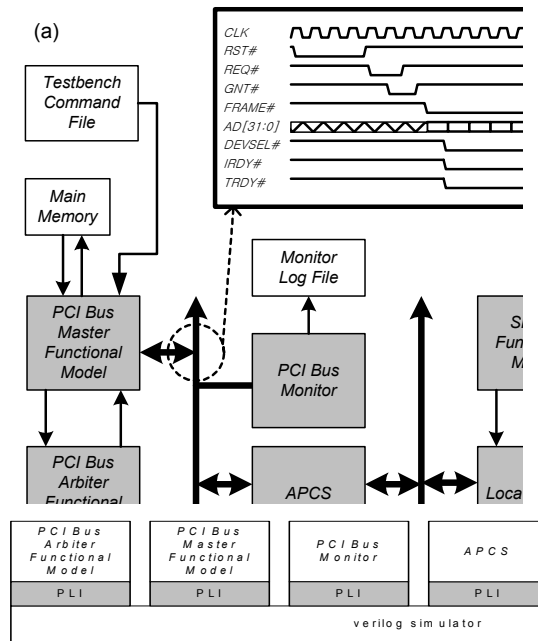 (a)
CLK
RST#
REQ#
GNT#
FRAME#
AD[31:0]
DEVSEL#
IRDY#
TRDY#
Testbench
Command
File
Main
Memory
Monitor
Log File
PCI Bus
Master
Functional
Model
PCI Bus
Monitor
PCI Bus
Arbiter
Functional
APCS
PCI Bus
Arbiter
Functional
Model
PLI
PCI Bus
Master
Functional
Model
PLI
PCI Bus
Monitor
PLI
APCS
PLI
verilog simulator